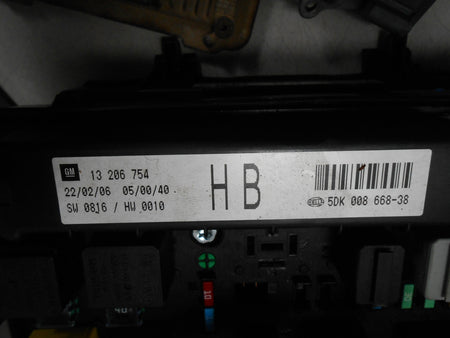 GM 13 206 754
22/02/06 05/00/40
SW 0816 / HW 0010
HB
HELLA 5DK 008 668-38
10